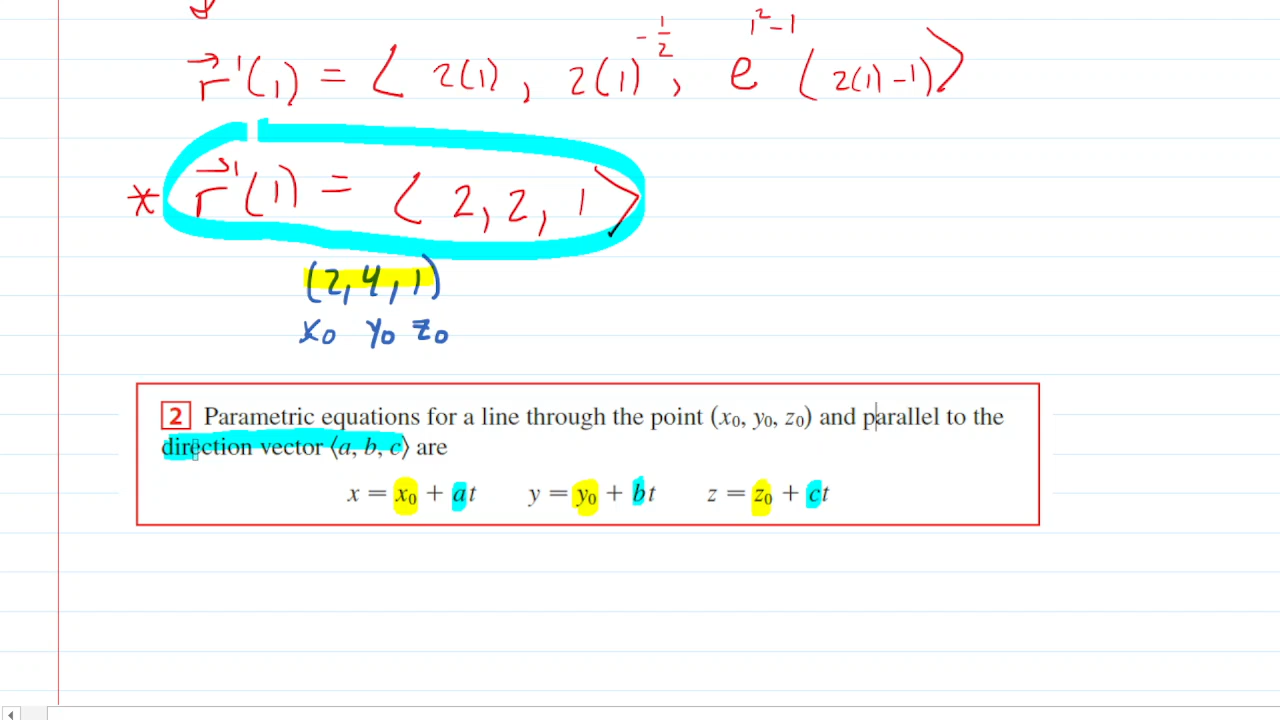 r⃗'(1) = ⟨ 2(1), 2(1)^(-1/2), e^(1²-1) (2(1)-1)⟩
* r⃗'(1) = ⟨ 2, 2, 1 ⟩
(2, 4, 1)
x₀ y₀ z₀
2 Parametric equations for a line through the point (x₀, y₀, z₀) and parallel to the
direction vector ⟨a, b, c⟩ are
x = x₀ + at y = y₀ + bt z = z₀ + ct